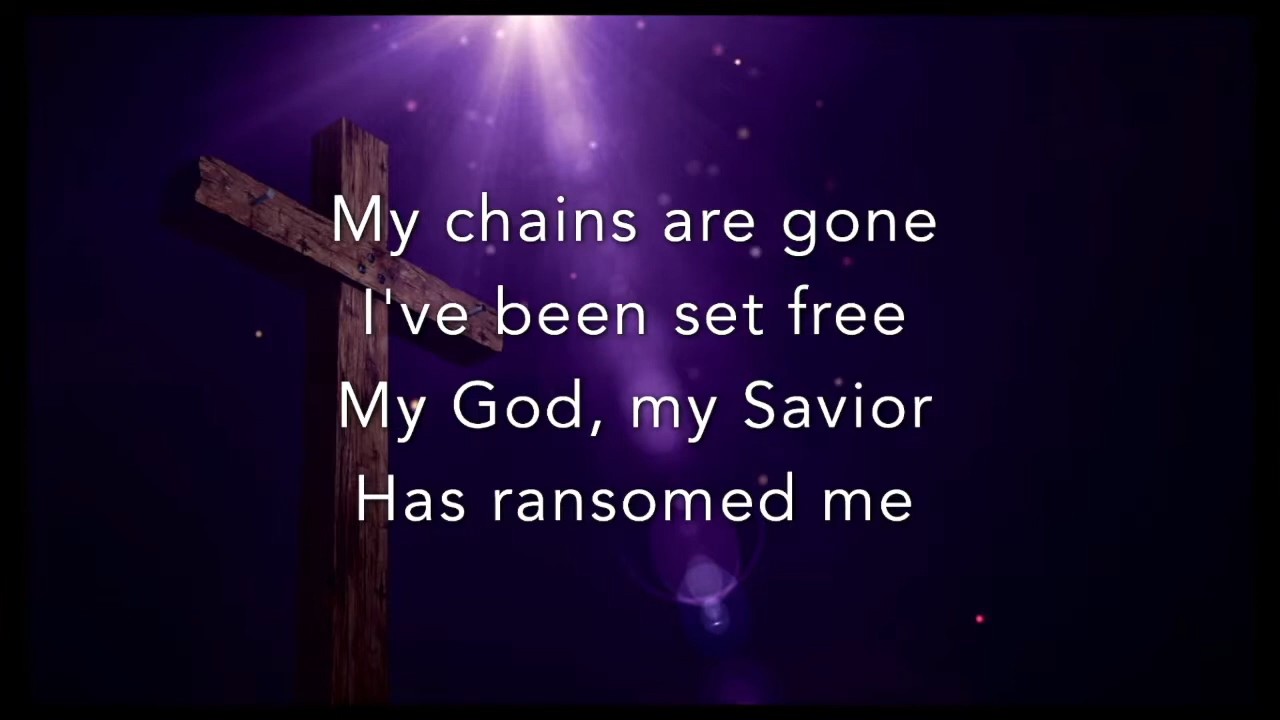 My chains are gone
I've been set free
My God, my Savior
Has ransomed me